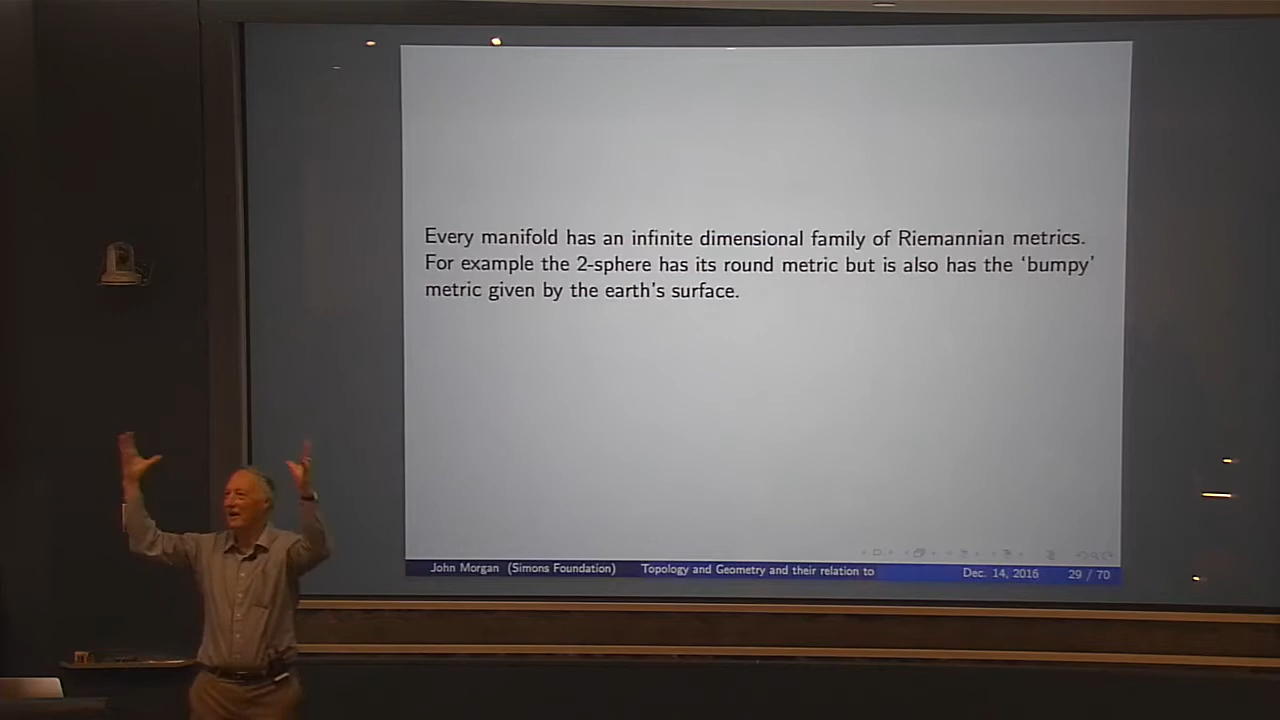 Every manifold has an infinite dimensional family of Riemannian metrics.
For example the 2-sphere has its round metric but is also has the ‘bumpy’
metric given by the earth's surface.
John Morgan (Simons Foundation) Topology and Geometry and their relation to Dec. 14, 2016 29 / 70